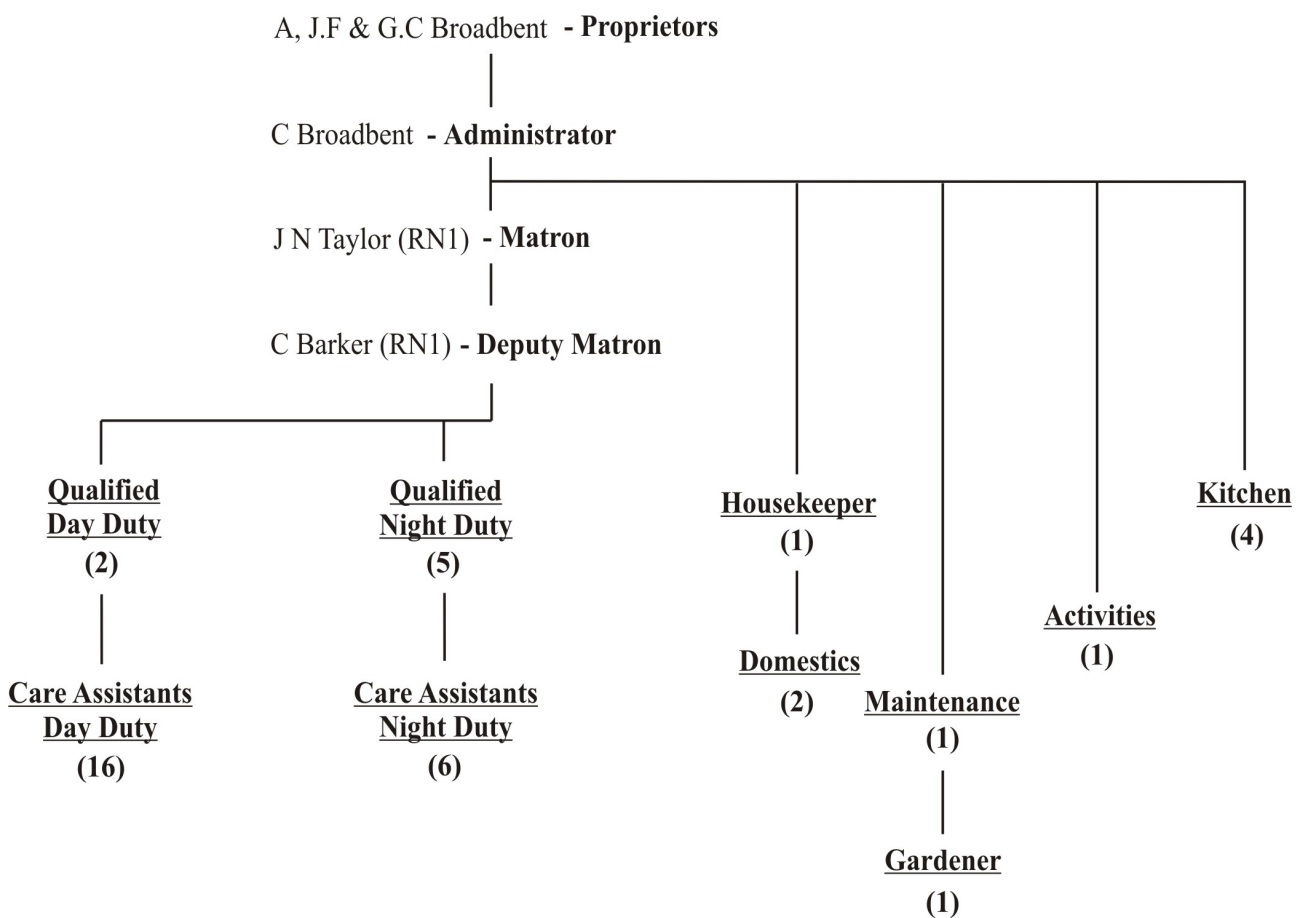 A, J.F & G.C Broadbent - Proprietors
C Broadbent - Administrator
J N Taylor (RN1) - Matron
C Barker (RN1) - Deputy Matron
Qualified
Day Duty
(2)
Care Assistants
Day Duty
(16)
Qualified
Night Duty
(5)
Care Assistants
Night Duty
(6)
Housekeeper
(1)
Domestics
(2)
Maintenance
(1)
Gardener
(1)
Activities
(1)
Kitchen
(4)